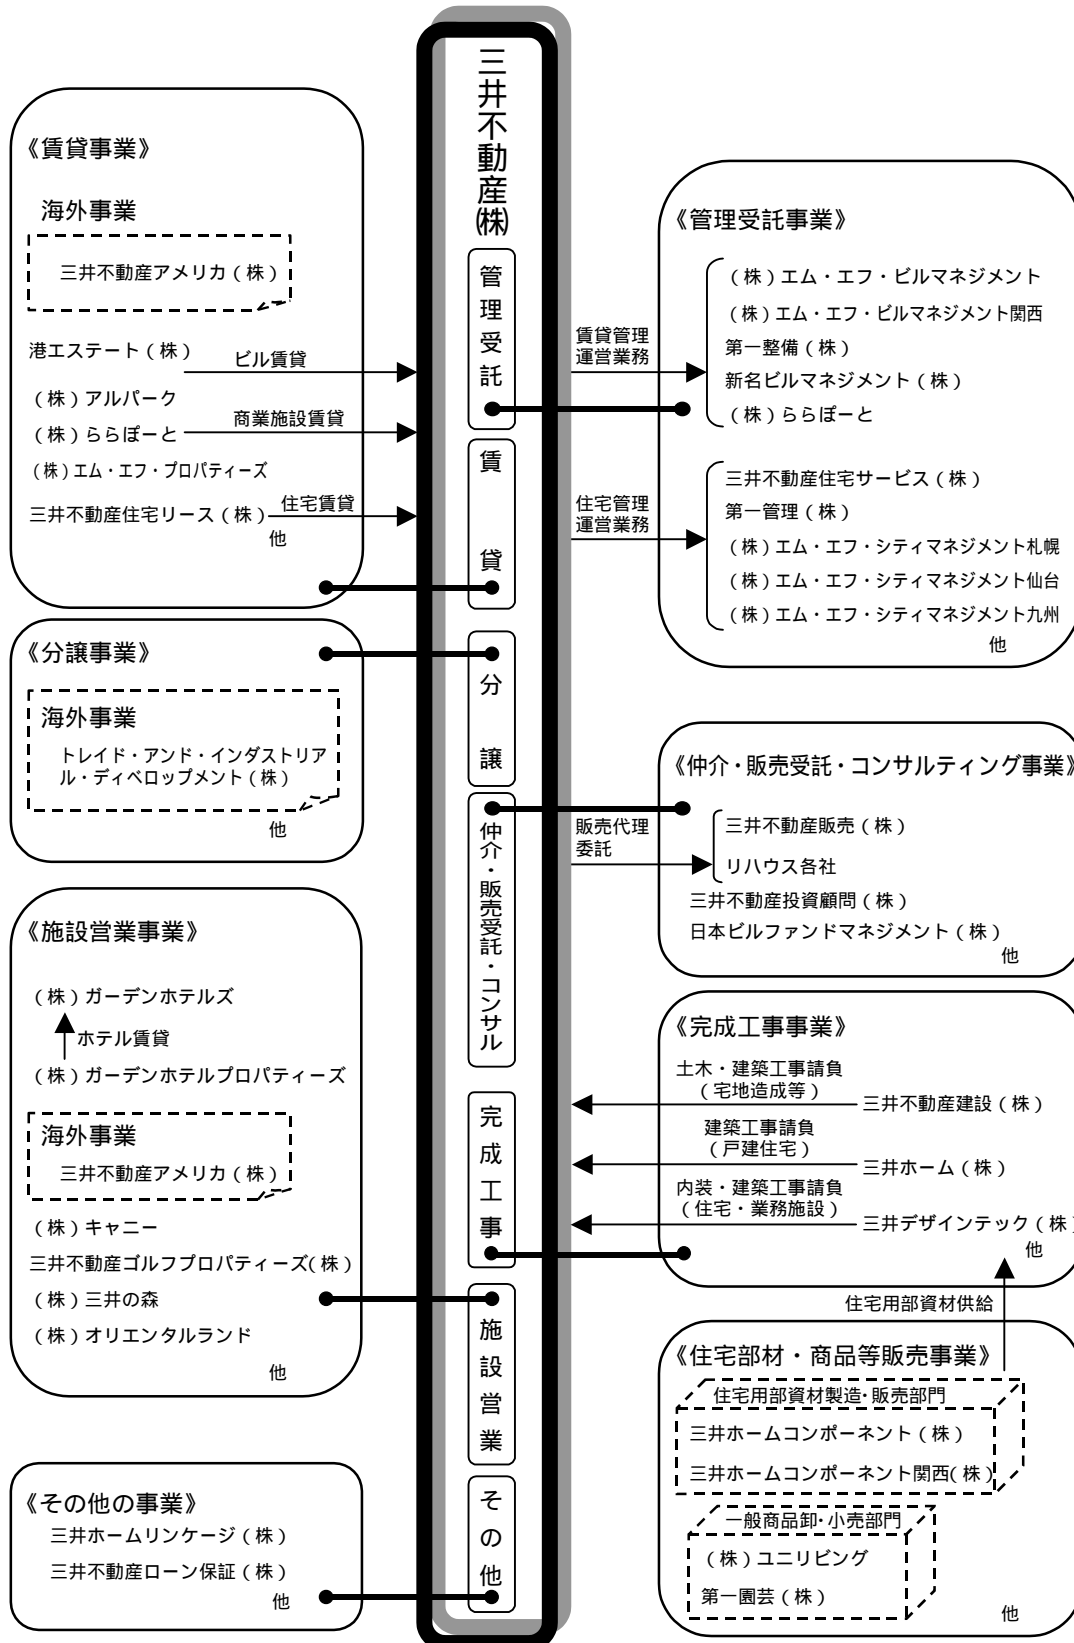 三井不動産(株)
管理受託
賃貸
分譲
仲介・販売受託・コンサル
完成工事
施設営業
その他
《賃貸事業》
海外事業
三井不動産アメリカ(株)
港エステート(株)
ビル賃貸
(株)アルパーク
(株)ららぽーと
商業施設賃貸
(株)エム・エフ・プロパティーズ
三井不動産住宅リース(株)
住宅賃貸
他
《分譲事業》
海外事業
トレイド・アンド・インダストリア
ル・ディベロップメント(株)
他
《施設営業事業》
(株)ガーデンホテルズ
ホテル賃貸
(株)ガーデンホテルプロパティーズ
海外事業
三井不動産アメリカ(株)
(株)キャニー
三井不動産ゴルフプロパティーズ(株)
(株)三井の森
(株)オリエンタルランド
他
《その他の事業》
三井ホームリンケージ(株)
三井不動産ローン保証(株)
他
《管理受託事業》
賃貸管理
運営業務
(株)エム・エフ・ビルマネジメント
(株)エム・エフ・ビルマネジメント関西
第一整備(株)
新名ビルマネジメント(株)
(株)ららぽーと
住宅管理
運営業務
三井不動産住宅サービス(株)
第一管理(株)
(株)エム・エフ・シティマネジメント札幌
(株)エム・エフ・シティマネジメント仙台
(株)エム・エフ・シティマネジメント九州
他
《仲介・販売受託・コンサルティング事業》
販売代理
委託
三井不動産販売(株)
リハウス各社
三井不動産投資顧問(株)
日本ビルファンドマネジメント(株)
他
《完成工事事業》
土木・建築工事請負
(宅地造成等)
三井不動産建設(株)
建築工事請負
(戸建住宅)
三井ホーム(株)
内装・建築工事請負
(住宅・業務施設)
三井デザインテック(株)
他
住宅用部資材供給
《住宅部材・商品等販売事業》
住宅用部資材製造・販売部門
三井ホームコンポーネント(株)
三井ホームコンポーネント関西(株)
一般商品卸・小売部門
(株)ユニリビング
第一園芸(株)
他